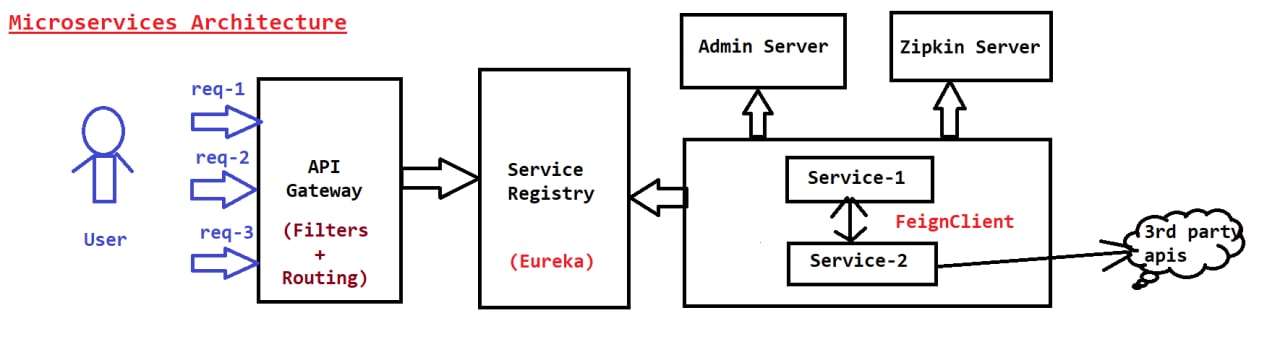 Microservices Architecture
User
req-1
req-2
req-3
API
Gateway
(Filters
+
Routing)
Service
Registry
(Eureka)
Admin Server
Zipkin Server
Service-1
FeignClient
Service-2
3rd party
apis